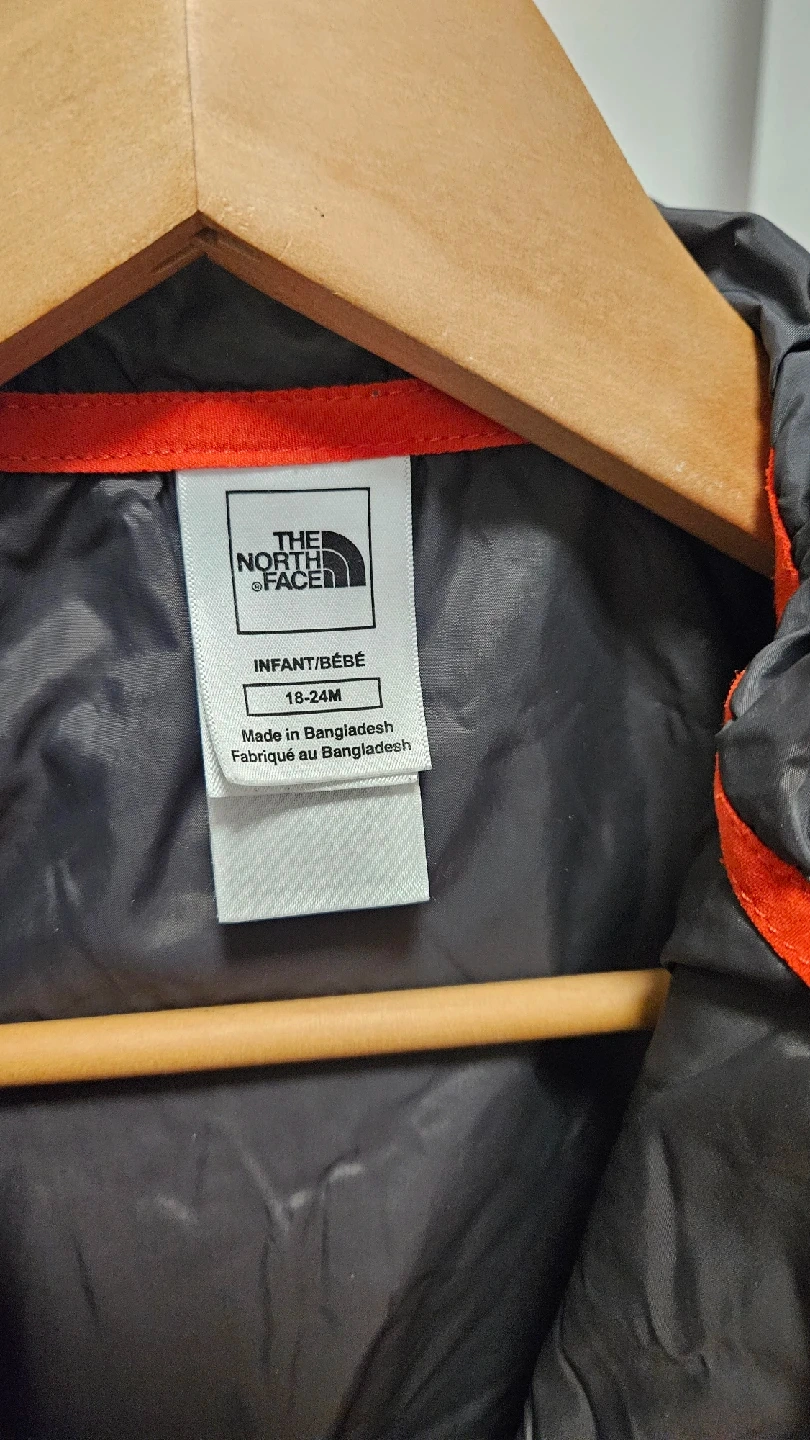 THE
NORTH
®FACE
INFANT/BÉBÉ
18-24M
Made in Bangladesh
Fabriqué au Bangladesh